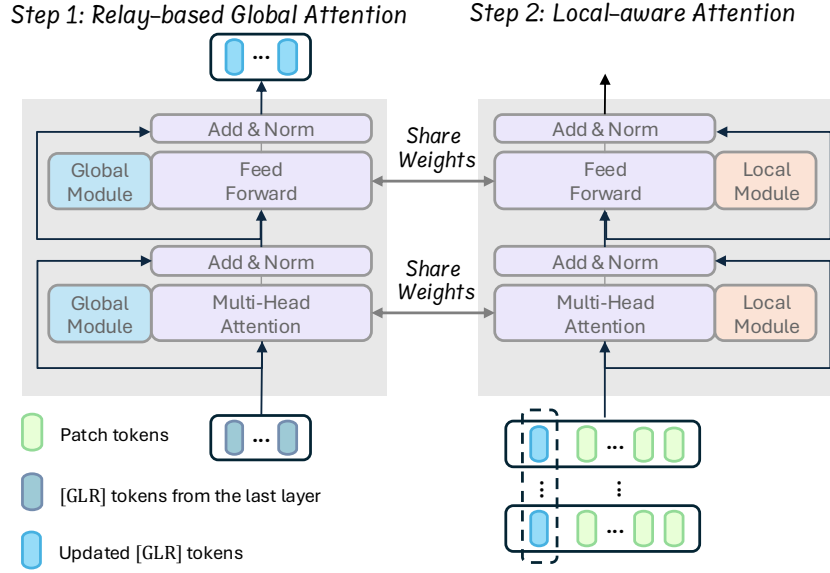 Step 1: Relay-based Global Attention
Step 2: Local-aware Attention
...
Add & Norm
Global
Module
Feed
Forward
Share
Weights
Add & Norm
Feed
Forward
Local
Module
Add & Norm
Global
Module
Multi-Head
Attention
Share
Weights
Add & Norm
Multi-Head
Attention
Local
Module
...
Patch tokens
[GLR] tokens from the last layer
Updated [GLR] tokens
...
...